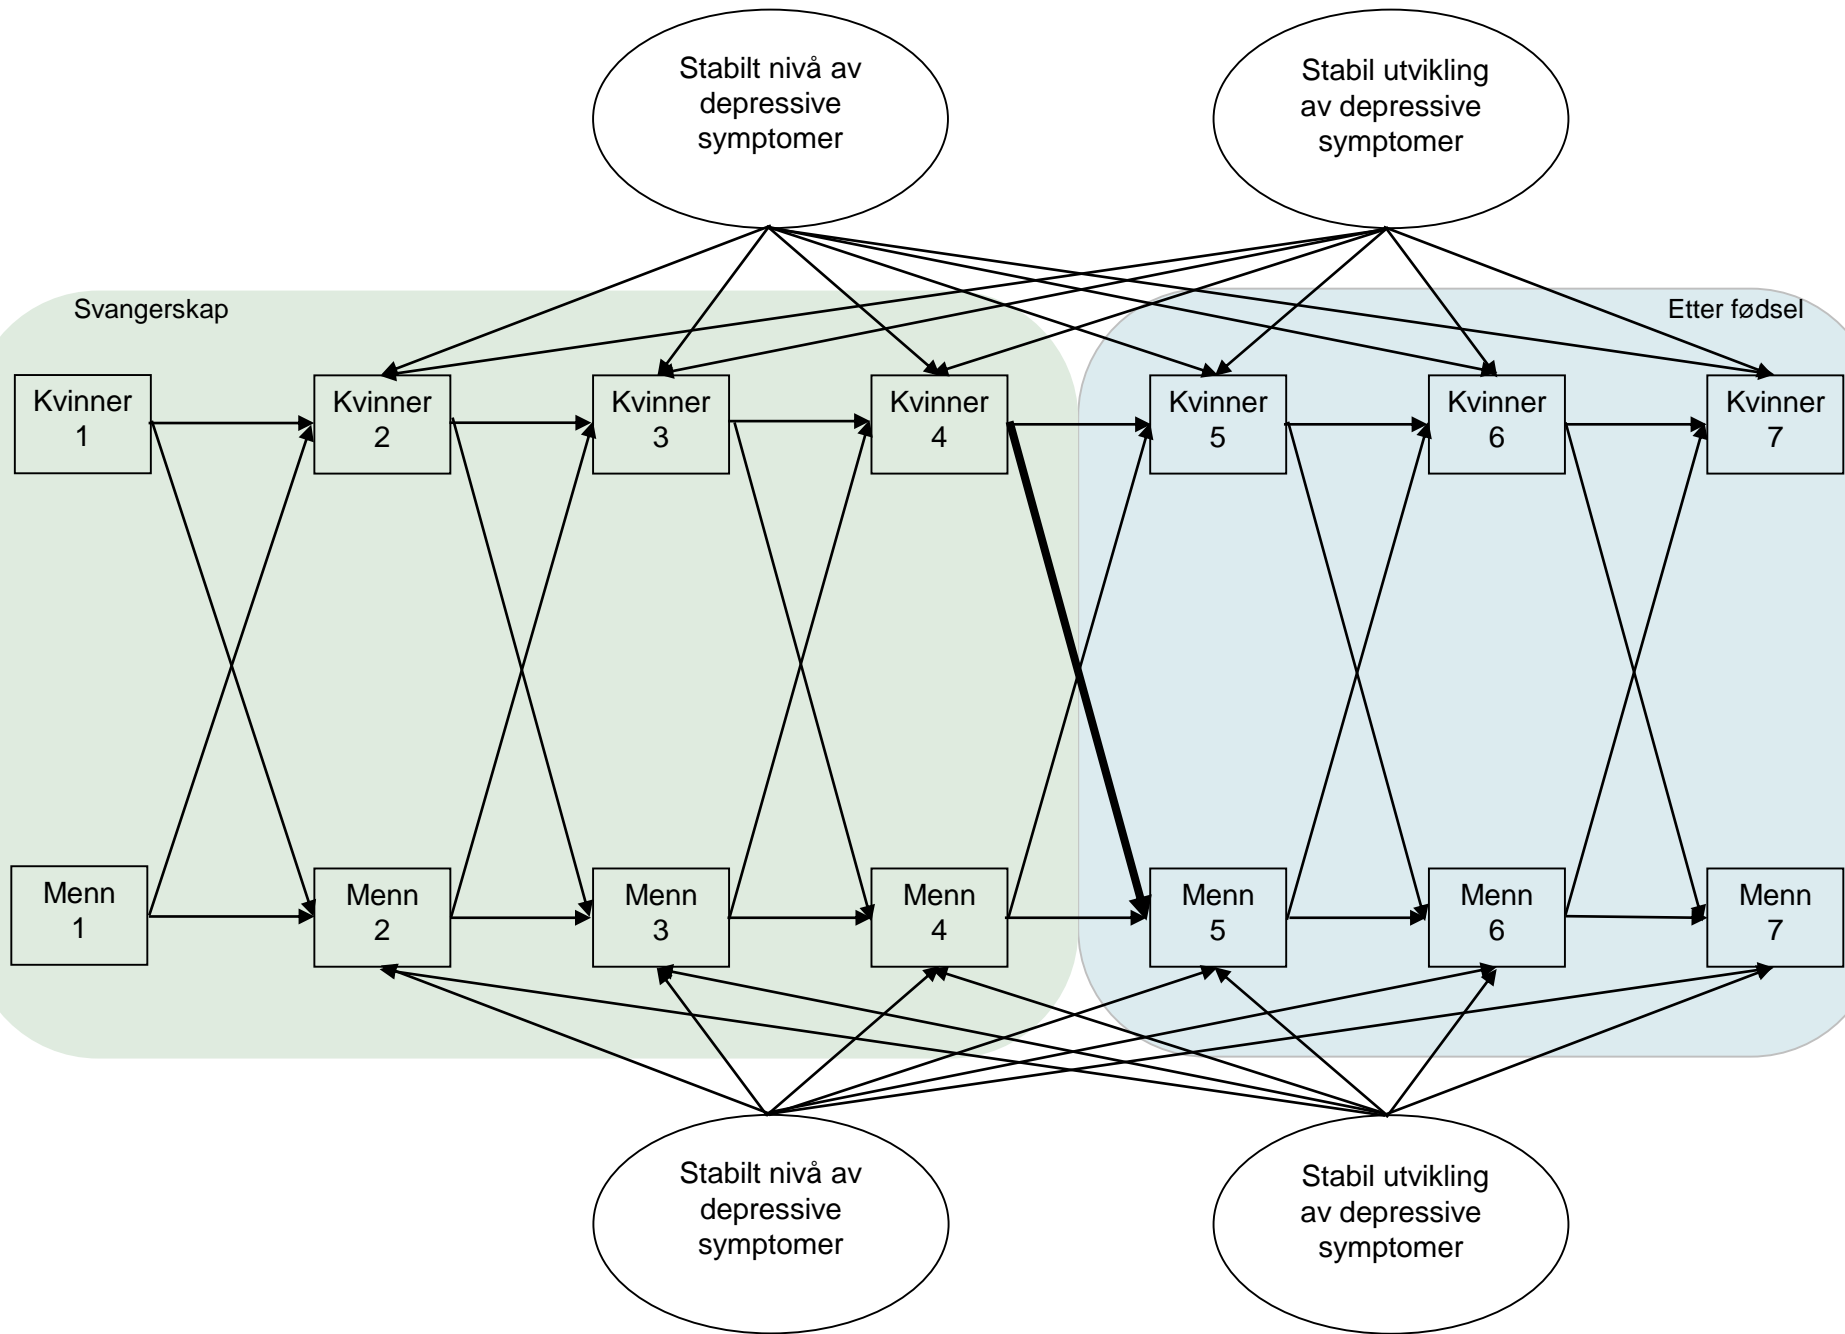 Stabilt nivå av
depressive
symptomer
Stabil utvikling
av depressive
symptomer
Svangerskap
Etter fødsel
Kvinner
1
Kvinner
2
Kvinner
3
Kvinner
4
Kvinner
5
Kvinner
6
Kvinner
7
Menn
1
Menn
2
Menn
3
Menn
4
Menn
5
Menn
6
Menn
7
Stabilt nivå av
depressive
symptomer
Stabil utvikling
av depressive
symptomer